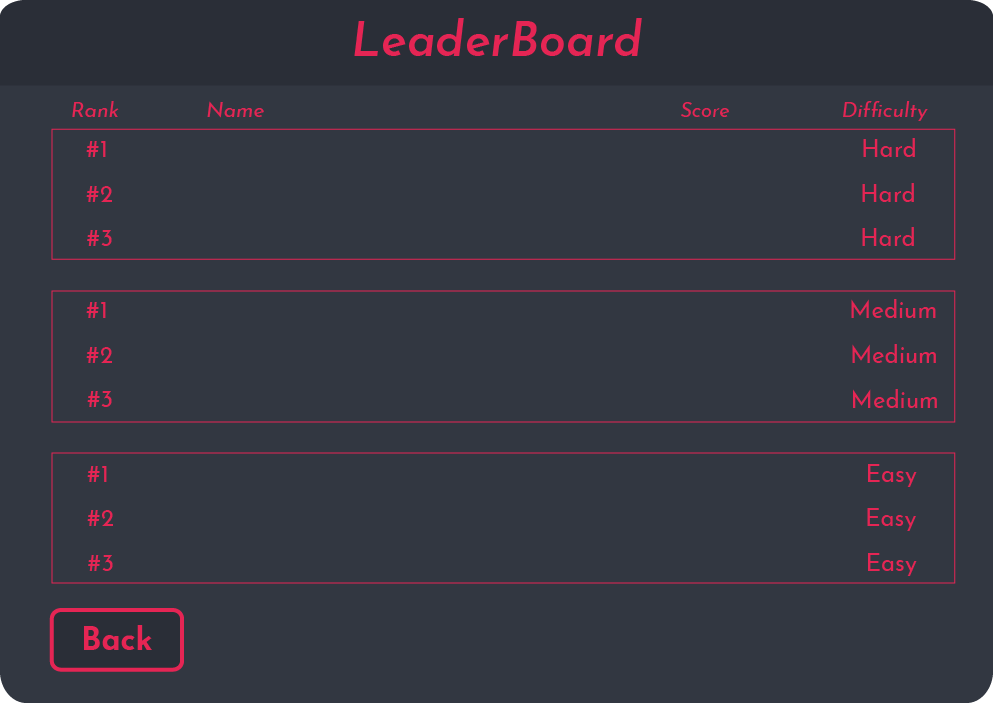 LeaderBoard
Rank Name Score Difficulty
#1 Hard
#2 Hard
#3 Hard
#1 Medium
#2 Medium
#3 Medium
#1 Easy
#2 Easy
#3 Easy
Back